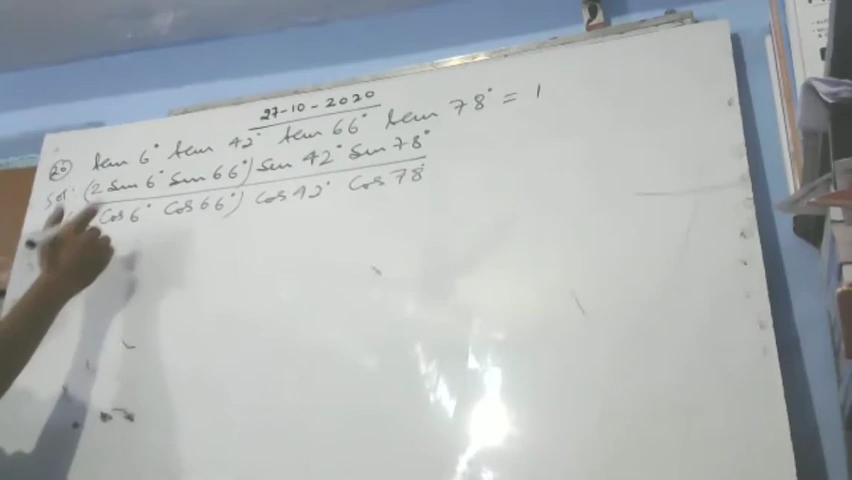 27-10-2020
20 tan 6° tan 42° tan 66° tan 78° = 1
Sol: (2 sin 6° sin 66°) sin 42° sin 78°
cos 6° cos 66°) cos 42° cos 78°